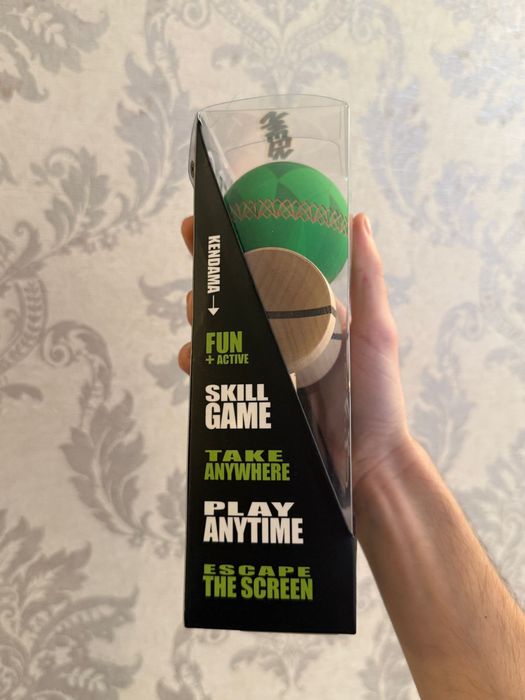 KENDAMA →
FUN
+ ACTIVE
SKILL
GAME
TAKE
ANYWHERE
PLAY
ANYTIME
ESCAPE
THE SCREEN